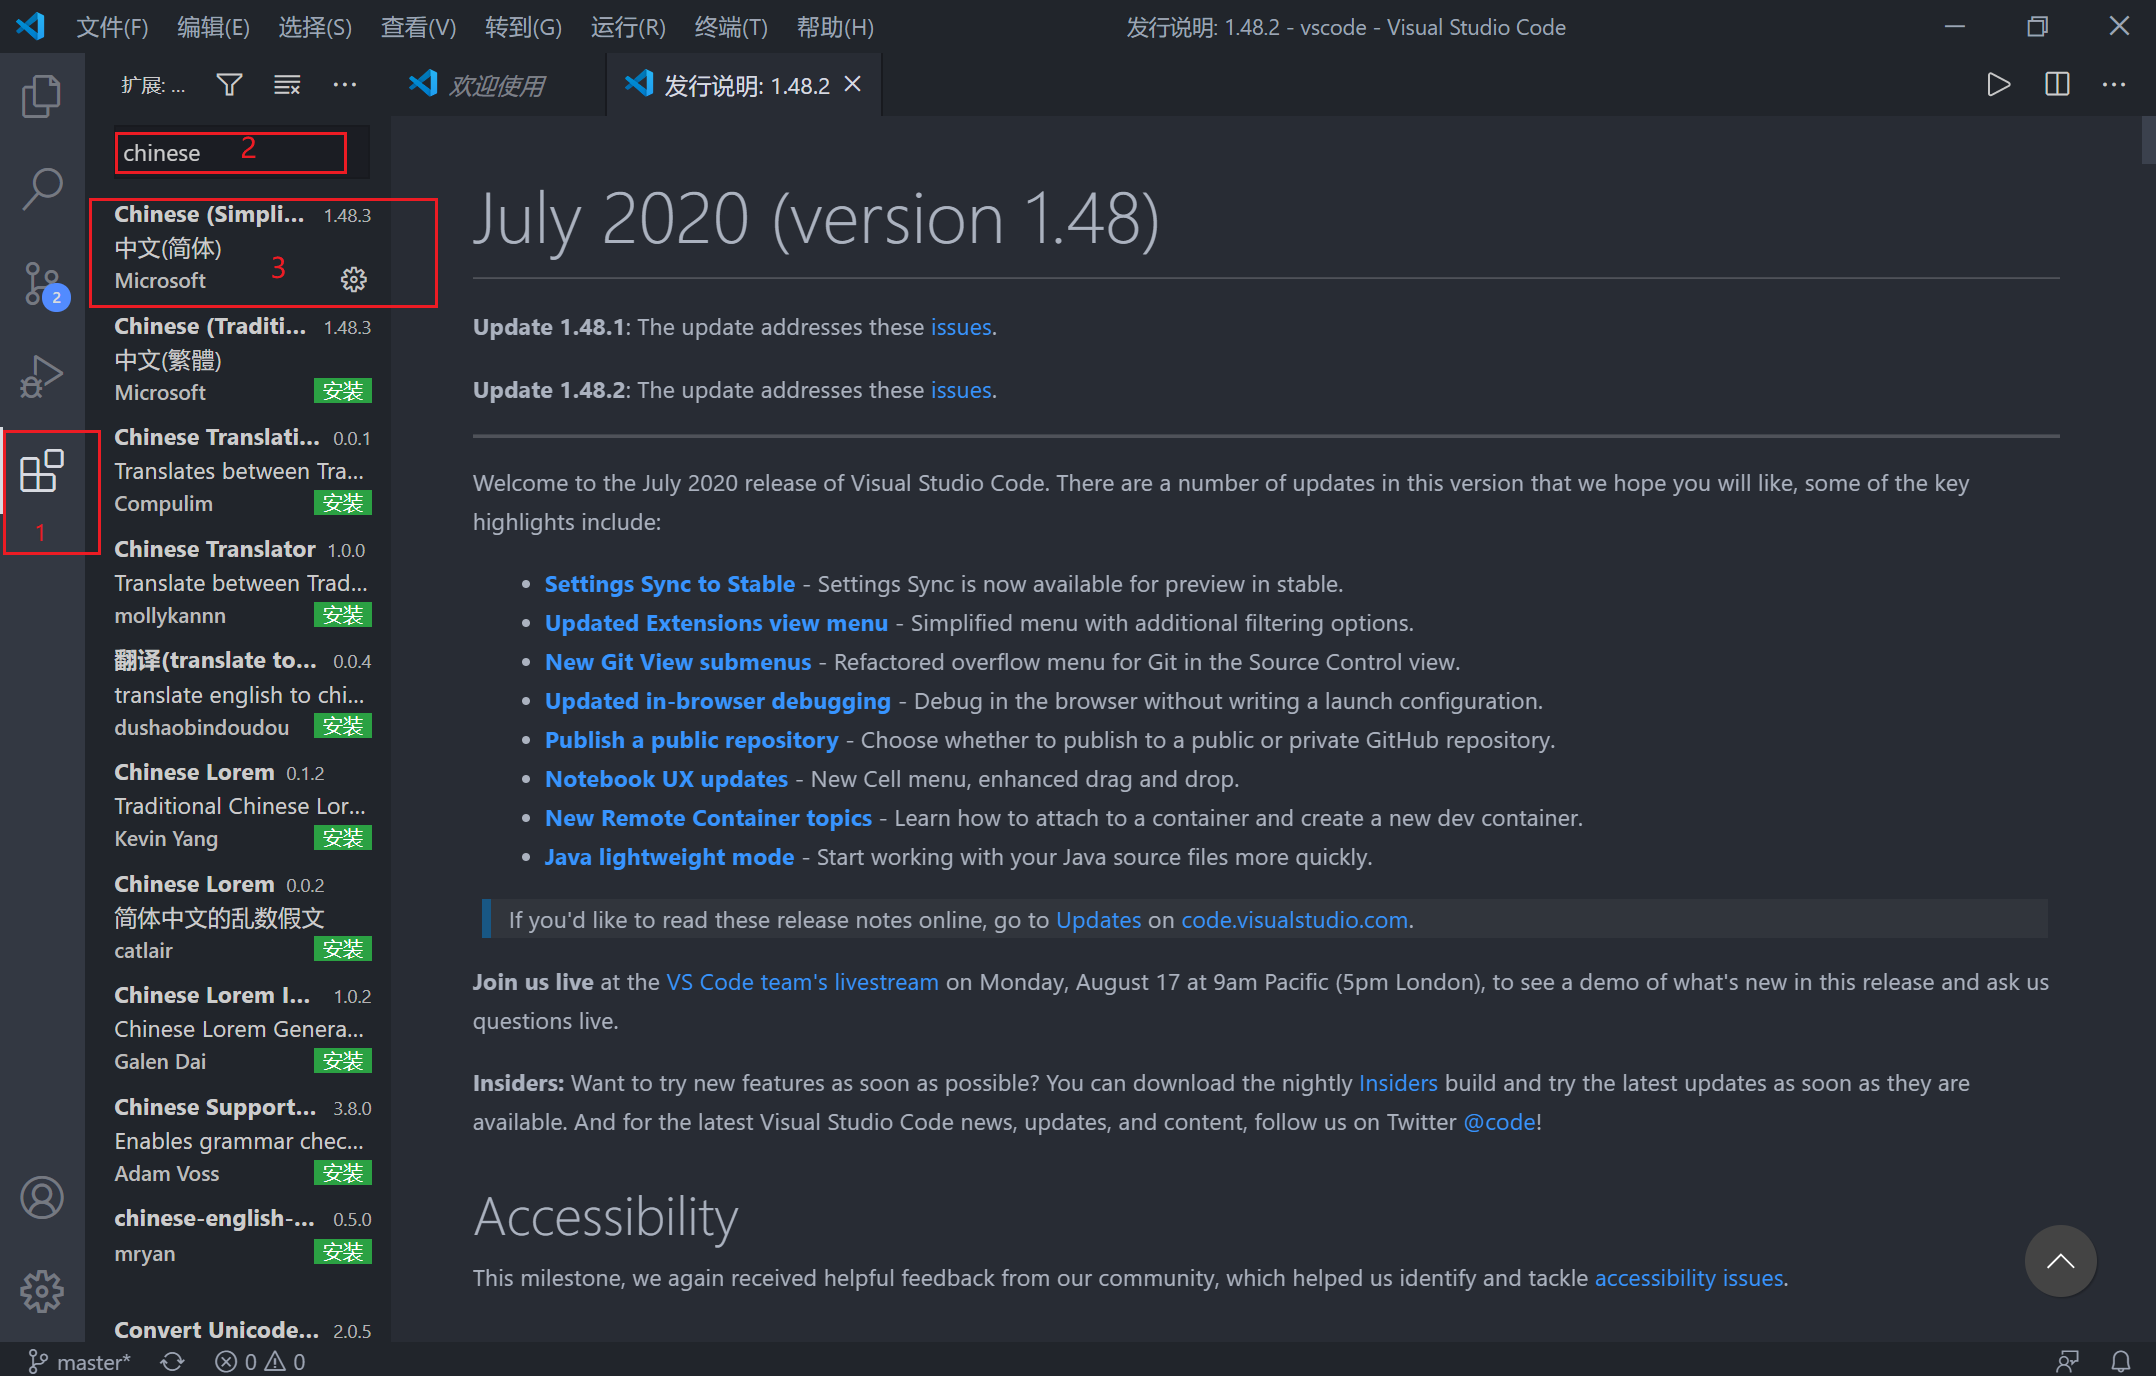 文件(F) 编辑(E) 选择(S) 查看(V) 转到(G) 运行(R) 终端(T) 帮助(H) 发行说明: 1.48.2 - vscode - Visual Studio Code
扩展: ... 欢迎使用 发行说明: 1.48.2
chinese 2
Chinese (Simpli... 1.48.3
中文(简体)
3
Microsoft
Chinese (Traditi... 1.48.3
中文(繁體)
Microsoft 安装
Chinese Translati... 0.0.1
Translates between Tra...
Compulim 安装
Chinese Translator 1.0.0
Translate between Trad...
mollykannn 安装
翻译(translate to... 0.0.4
translate english to chi...
dushaobindoudou 安装
Chinese Lorem 0.1.2
Traditional Chinese Lor...
Kevin Yang 安装
Chinese Lorem 0.0.2
简体中文的乱数假文
catlair 安装
Chinese Lorem I... 1.0.2
Chinese Lorem Genera...
Galen Dai 安装
Chinese Support... 3.8.0
Enables grammar chec...
Adam Voss 安装
chinese-english-... 0.5.0
mryan 安装
Convert Unicode... 2.0.5
2
1
July 2020 (version 1.48)
Update 1.48.1: The update addresses these issues.
Update 1.48.2: The update addresses these issues.
Welcome to the July 2020 release of Visual Studio Code. There are a number of updates in this version that we hope you will like, some of the key
highlights include:
• Settings Sync to Stable - Settings Sync is now available for preview in stable.
• Updated Extensions view menu - Simplified menu with additional filtering options.
• New Git View submenus - Refactored overflow menu for Git in the Source Control view.
• Updated in-browser debugging - Debug in the browser without writing a launch configuration.
• Publish a public repository - Choose whether to publish to a public or private GitHub repository.
• Notebook UX updates - New Cell menu, enhanced drag and drop.
• New Remote Container topics - Learn how to attach to a container and create a new dev container.
• Java lightweight mode - Start working with your Java source files more quickly.
If you'd like to read these release notes online, go to Updates on code.visualstudio.com.
Join us live at the VS Code team's livestream on Monday, August 17 at 9am Pacific (5pm London), to see a demo of what's new in this release and ask us
questions live.
Insiders: Want to try new features as soon as possible? You can download the nightly Insiders build and try the latest updates as soon as they are
available. And for the latest Visual Studio Code news, updates, and content, follow us on Twitter @code!
Accessibility
This milestone, we again received helpful feedback from our community, which helped us identify and tackle accessibility issues.
master* 0 0